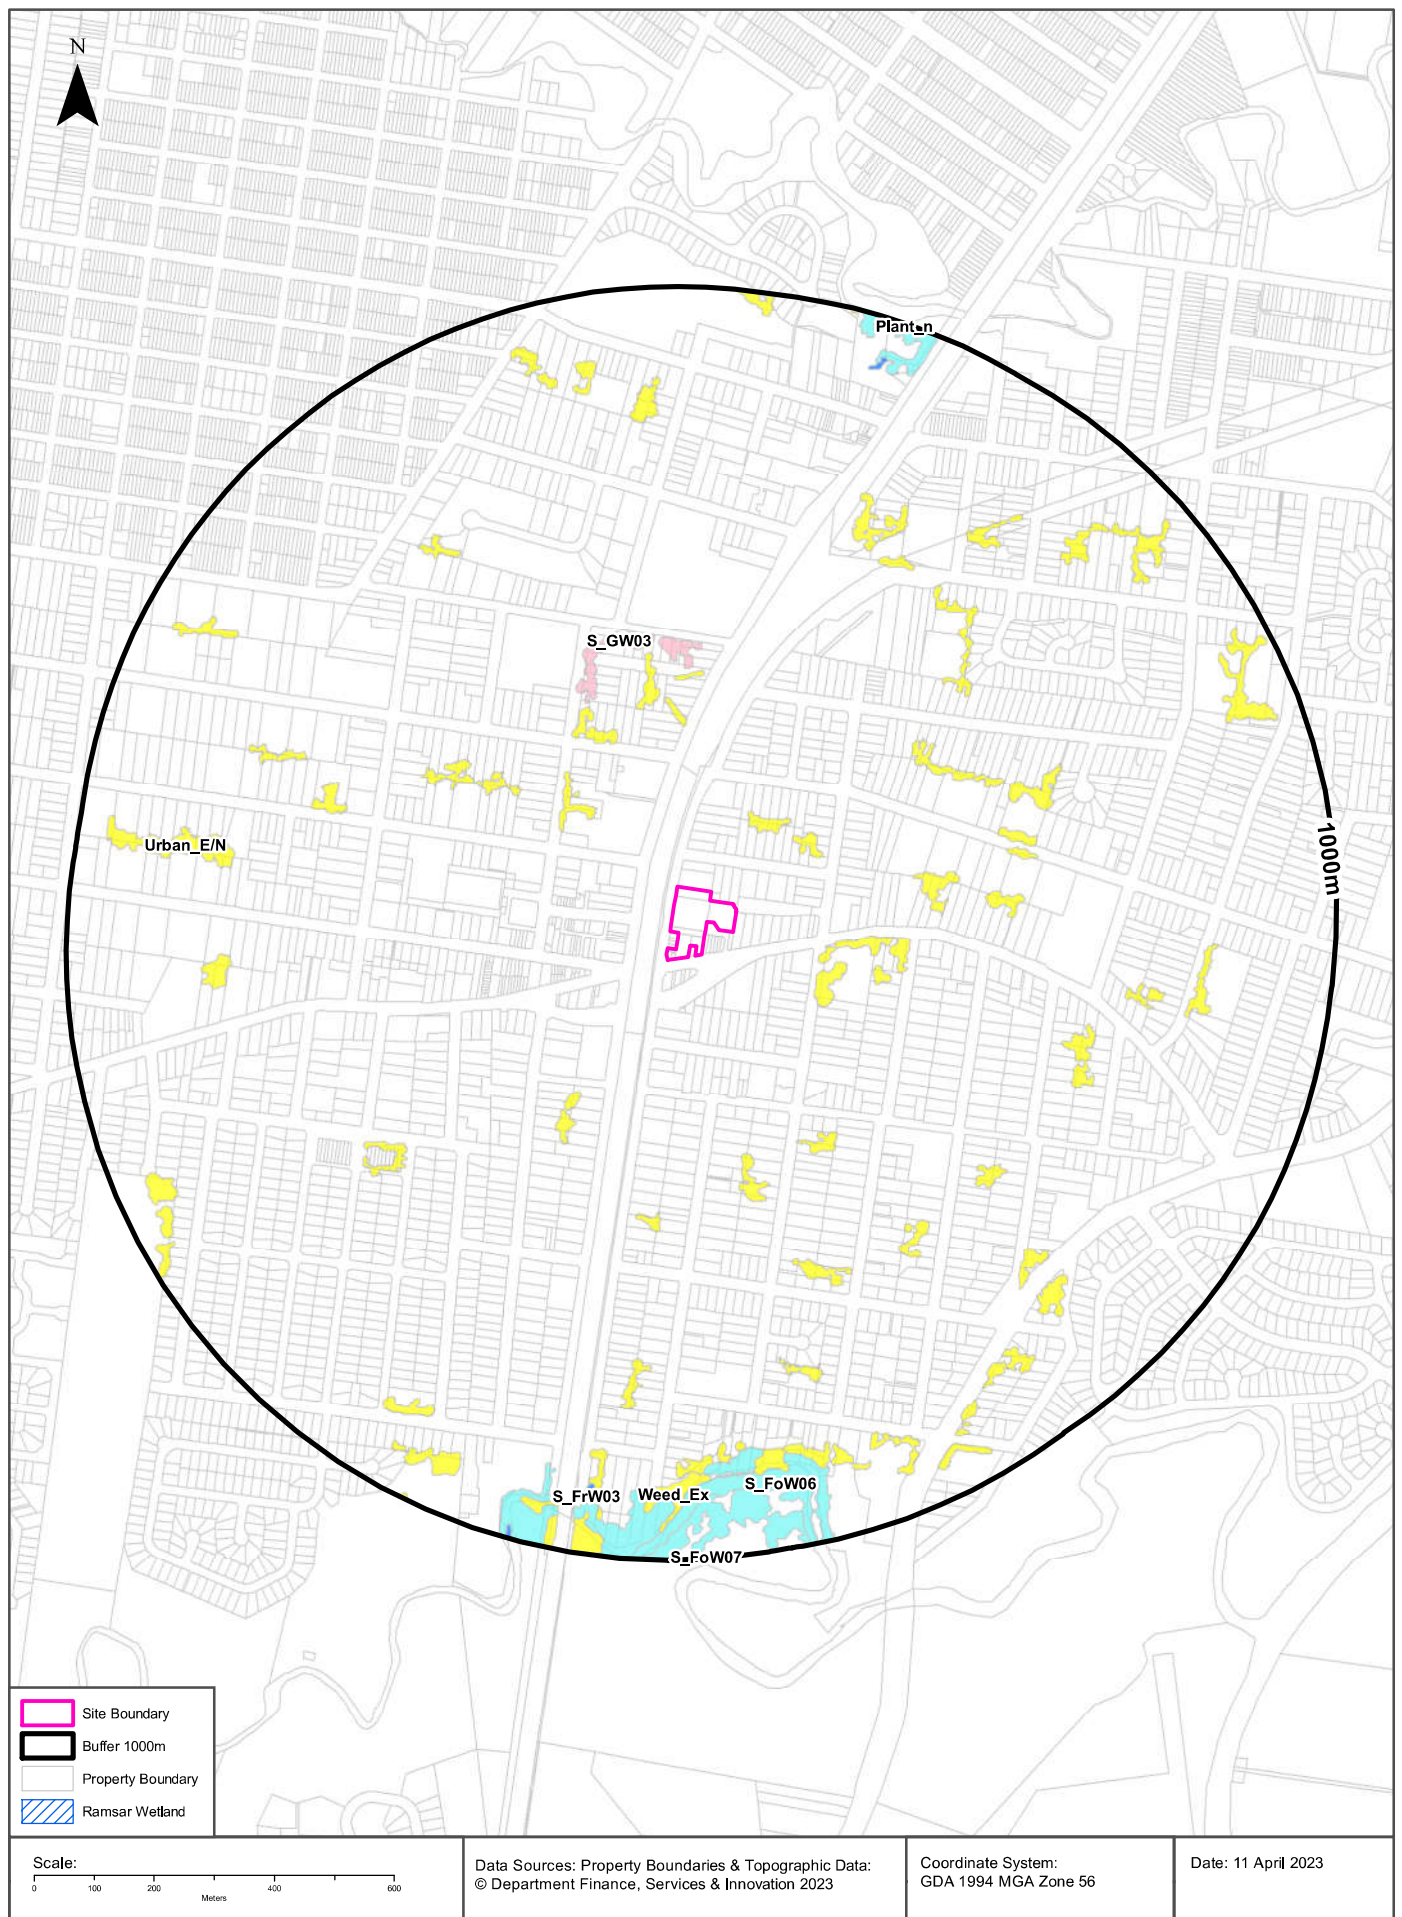 N
Plant_n
S_GW03
Urban_E/N
1000m
S_FoW06
Weed_Ex
S_FrW03
S_FoW07
Site Boundary
Buffer 1000m
Property Boundary
Ramsar Wetland
Scale:
0 100 200 400 600
Meters
Data Sources: Property Boundaries & Topographic Data:
© Department Finance, Services & Innovation 2023
Coordinate System:
GDA 1994 MGA Zone 56
Date: 11 April 2023